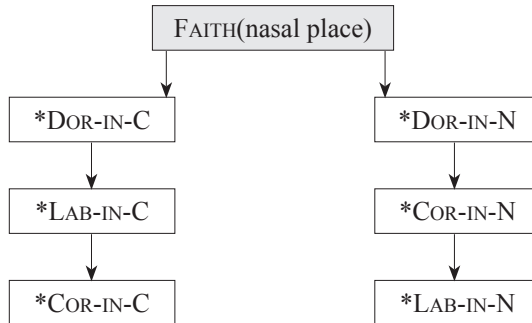 FAITH(nasal place)
*DOR-IN-C
*DOR-IN-N
*LAB-IN-C
*COR-IN-N
*COR-IN-C
*LAB-IN-N